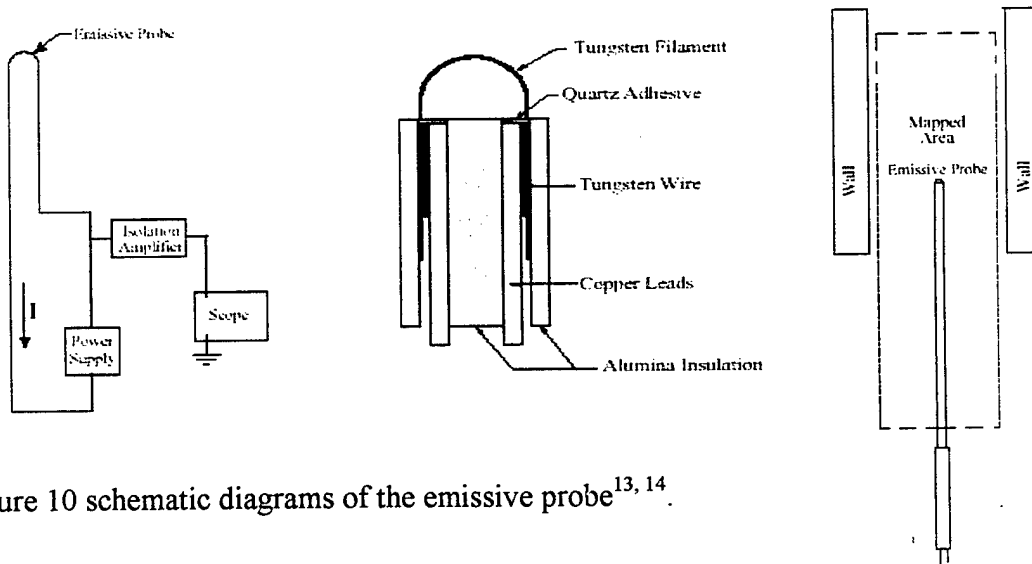 Emissive Probe
Isolation
Amplifier
I
Scope
Power
Supply
Tungsten Filament
Quartz Adhesive
Tungsten Wire
Copper Leads
Alumina Insulation
Wall
Mapped
Area
Emissive Probe
Wall
ure 10 schematic diagrams of the emissive probe13, 14.